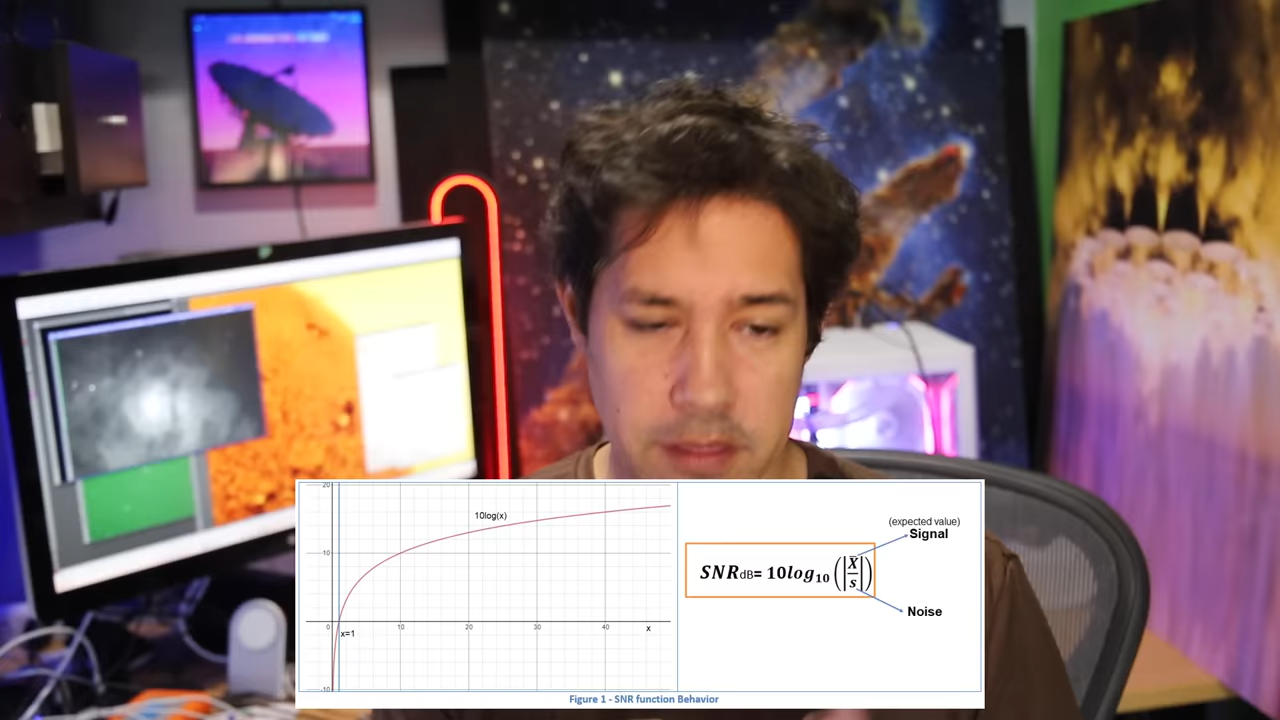 20
10log(x)
10
0
10
20
30
40
x
x=1
-10
(expected value)
Signal
SNRdB= 10log₁₀ (|X̄/s|)
Noise
Figure 1 - SNR function Behavior